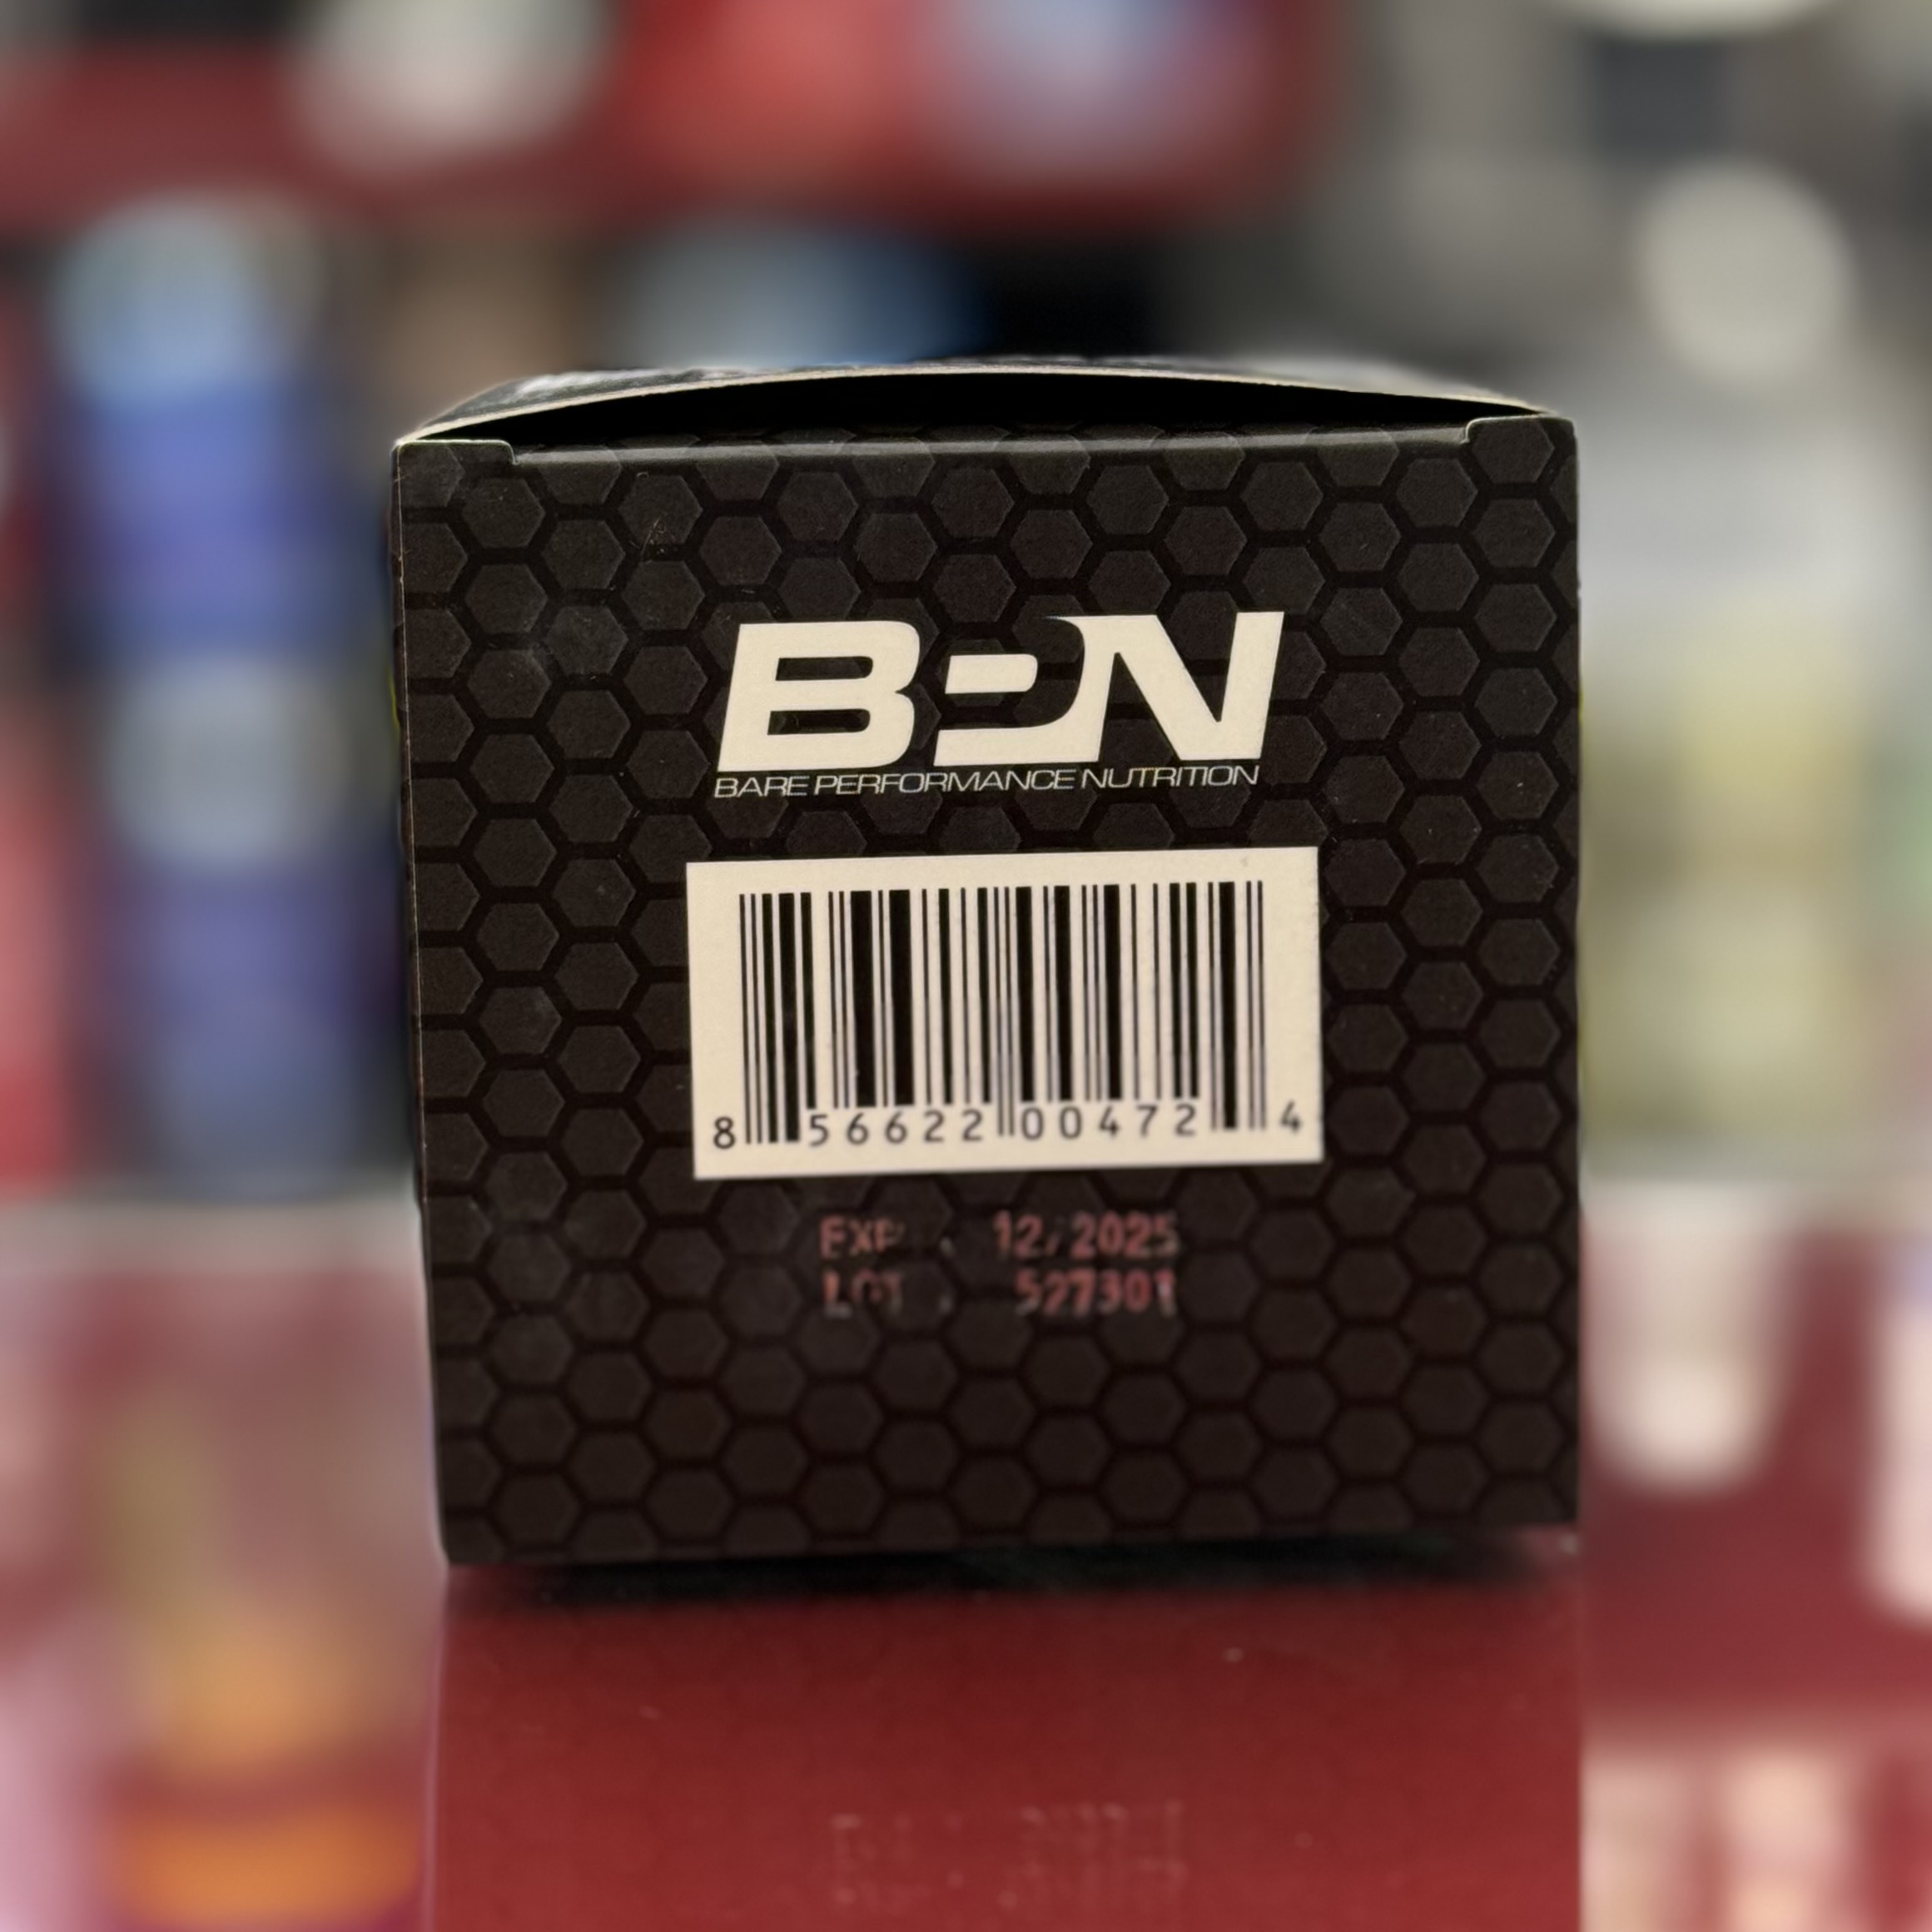 BPN
BARE PERFORMANCE NUTRITION
8 56622 00472 4
EXP . 12/2025
LOT . 527301